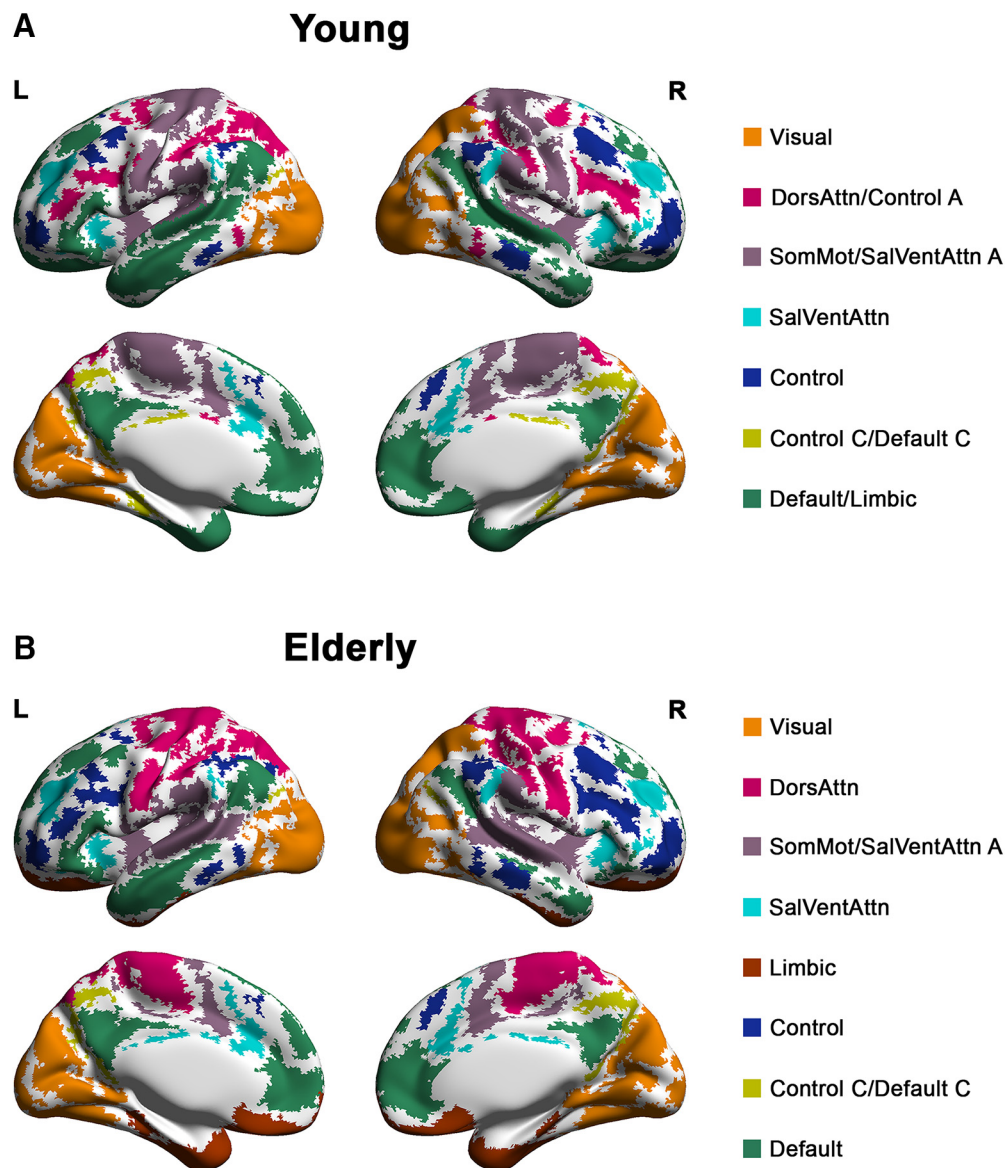 A
Young
L
R
Visual
DorsAttn/Control A
SomMot/SalVentAttn A
SalVentAttn
Control
Control C/Default C
Default/Limbic
B
Elderly
L
R
Visual
DorsAttn
SomMot/SalVentAttn A
SalVentAttn
Limbic
Control
Control C/Default C
Default